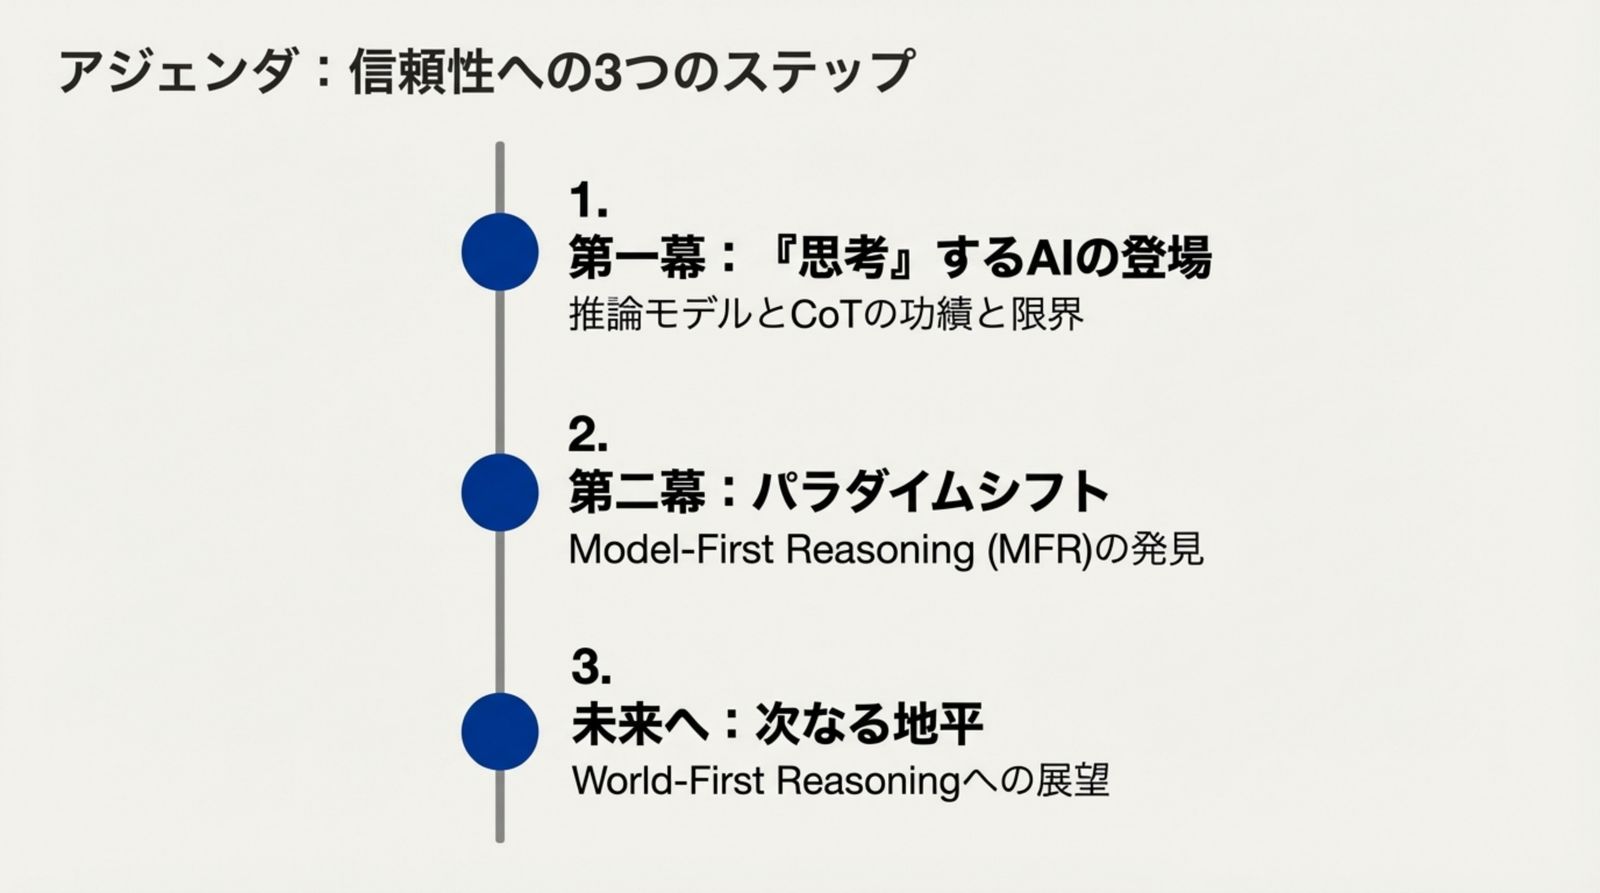 アジェンダ：信頼性への3つのステップ
1.
第一幕：『思考』するAIの登場
推論モデルとCoTの功績と限界
2.
第二幕：パラダイムシフト
Model-First Reasoning (MFR)の発見
3.
未来へ：次なる地平
World-First Reasoningへの展望